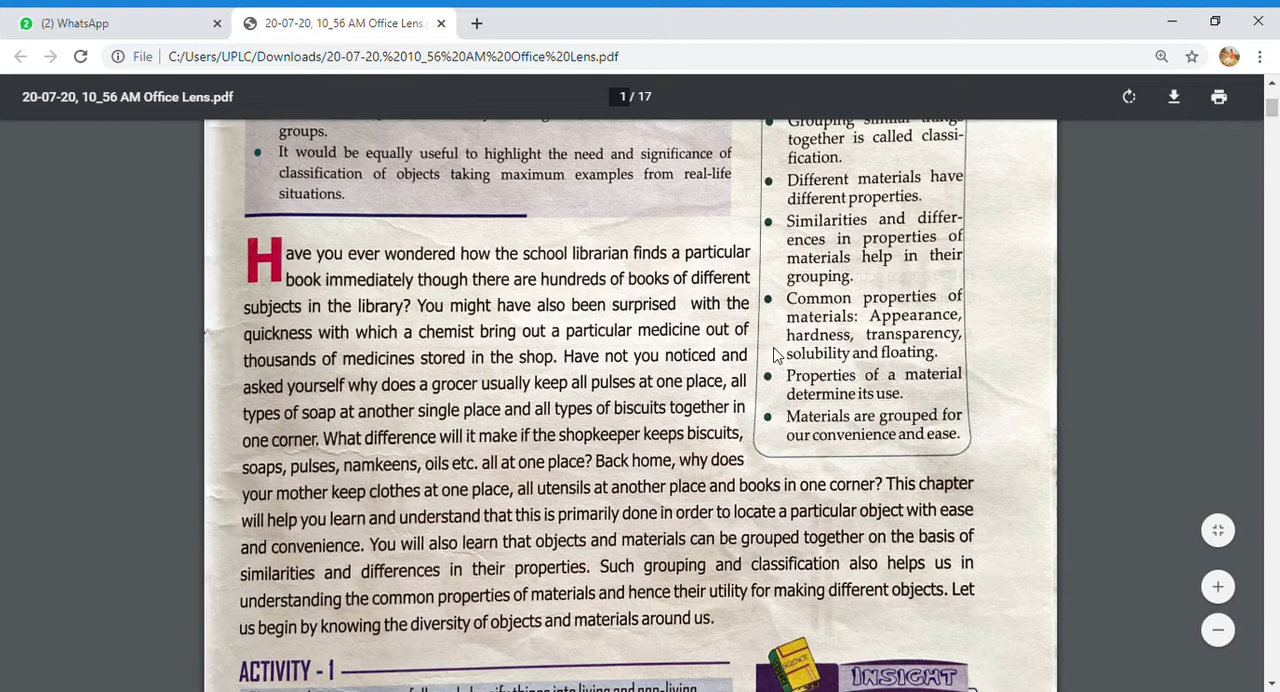 (2) WhatsApp
20-07-20, 10_56 AM Office Lens.
File
C:/Users/UPLC/Downloads/20-07-20,%2010_56%20AM%20Office%20Lens.pdf
20-07-20, 10_56 AM Office Lens.pdf
1 / 17
groups.
It would be equally useful to highlight the need and significance of
classification of objects taking maximum examples from real-life
situations.
Have you ever wondered how the school librarian finds a particular
book immediately though there are hundreds of books of different
subjects in the library? You might have also been surprised with the
quickness with which a chemist bring out a particular medicine out of
thousands of medicines stored in the shop. Have not you noticed and
asked yourself why does a grocer usually keep all pulses at one place, all
types of soap at another single place and all types of biscuits together in
one corner. What difference will it make if the shopkeeper keeps biscuits,
soaps, pulses, namkeens, oils etc. all at one place? Back home, why does
your mother keep clothes at one place, all utensils at another place and books in one corner? This chapter
will help you learn and understand that this is primarily done in order to locate a particular object with ease
and convenience. You will also learn that objects and materials can be grouped together on the basis of
similarities and differences in their properties. Such grouping and classification also helps us in
understanding the common properties of materials and hence their utility for making different objects. Let
us begin by knowing the diversity of objects and materials around us.
Grouping similar things
together is called classi-
fication.
Different materials have
different properties.
Similarities and differ-
ences in properties of
materials help in their
grouping.
Common properties of
materials: Appearance,
hardness, transparency,
solubility and floating.
Properties of a material
determine its use.
Materials are grouped for
our convenience and ease.
ACTIVITY - 1
SCIENCE
INSIGHT
things into living and non-living